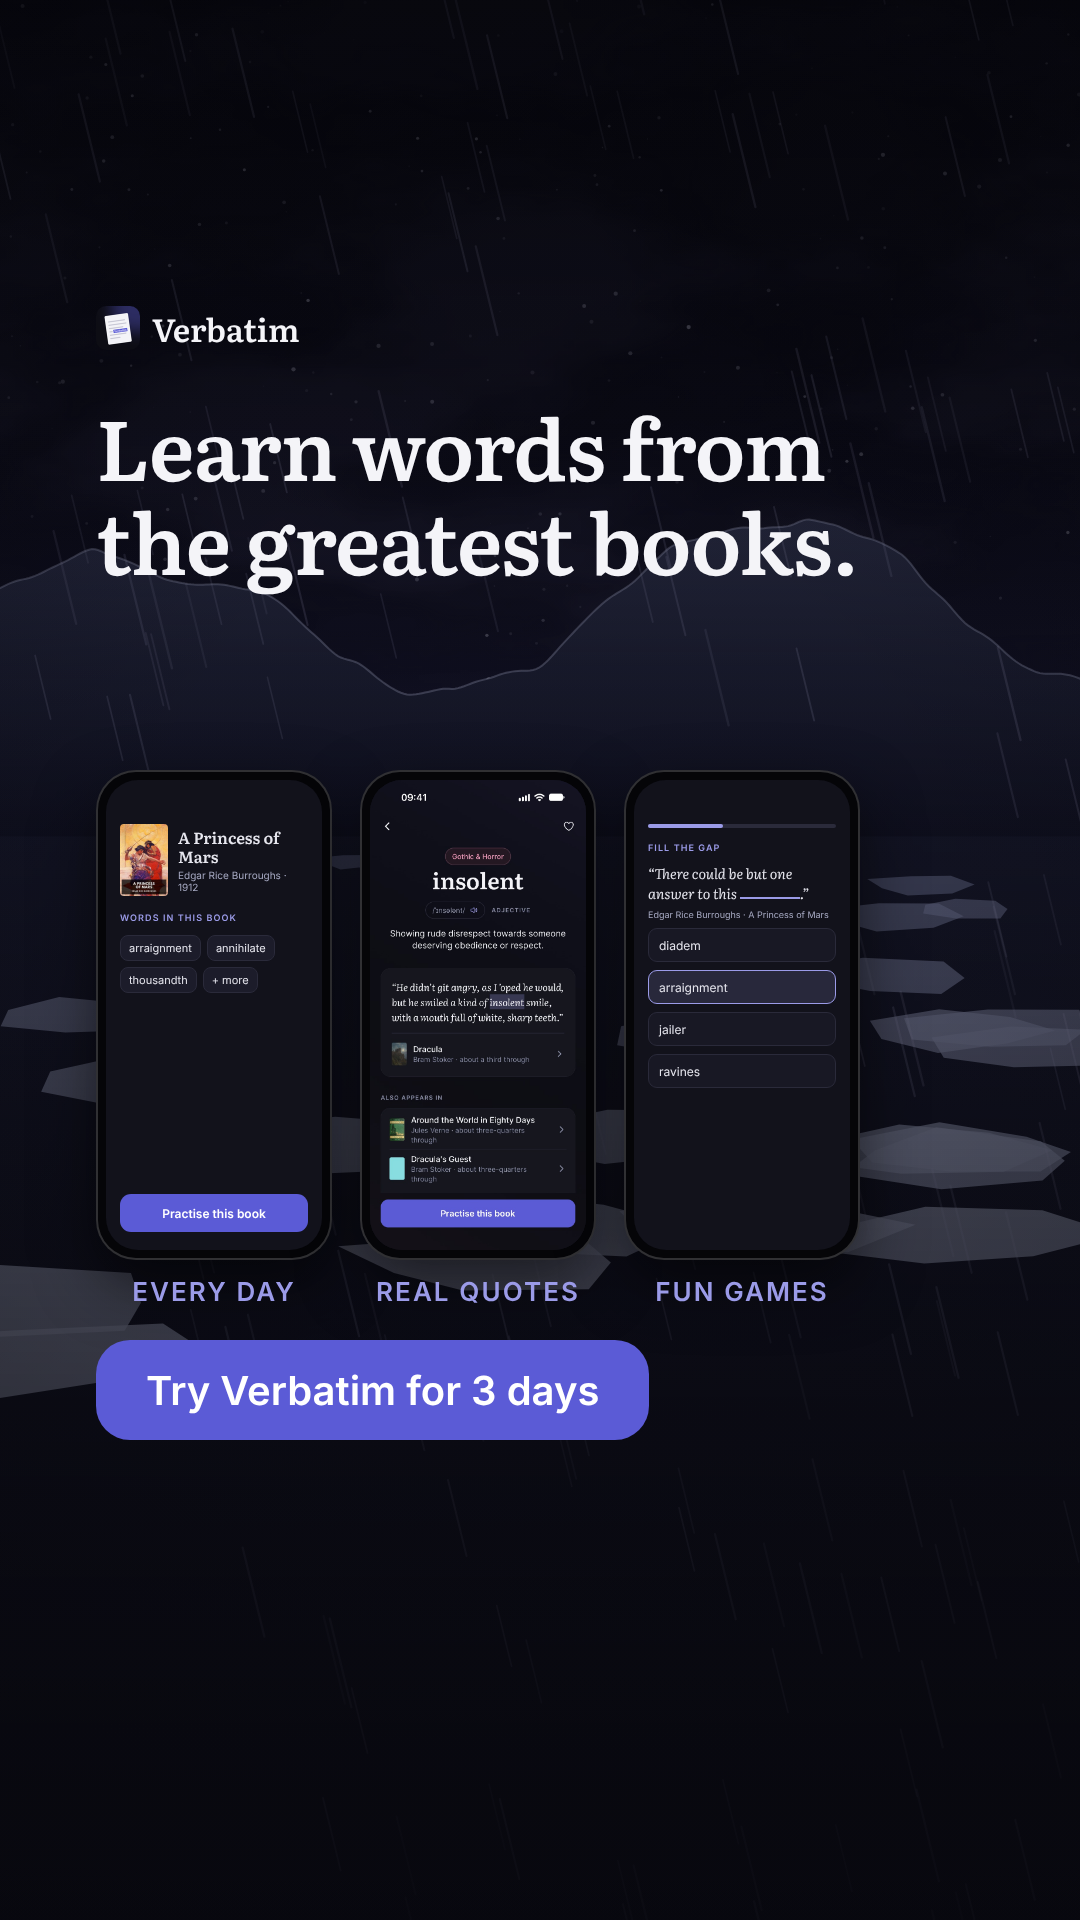 Verbatim
Learn words from
the greatest books.
A Princess of
Mars
Edgar Rice Burroughs ·
1912
WORDS IN THIS BOOK
arraignment
annihilate
thousandth
+ more
Practise this book
09:41
Gothic & Horror
insolent
/ˈɪnsələnt/
ADJECTIVE
Showing rude disrespect towards someone
deserving obedience or respect.
“He didn’t git angry, as I ’oped he would,
but he smiled a kind of insolent smile,
with a mouth full of white, sharp teeth.”
Dracula
Bram Stoker · about a third through
ALSO APPEARS IN
Around the World in Eighty Days
Jules Verne · about three-quarters
through
Dracula’s Guest
Bram Stoker · about three-quarters
through
Practise this book
FILL THE GAP
“There could be but one
answer to this ________.”
Edgar Rice Burroughs · A Princess of Mars
diadem
arraignment
jailer
ravines
EVERY DAY
REAL QUOTES
FUN GAMES
Try Verbatim for 3 days